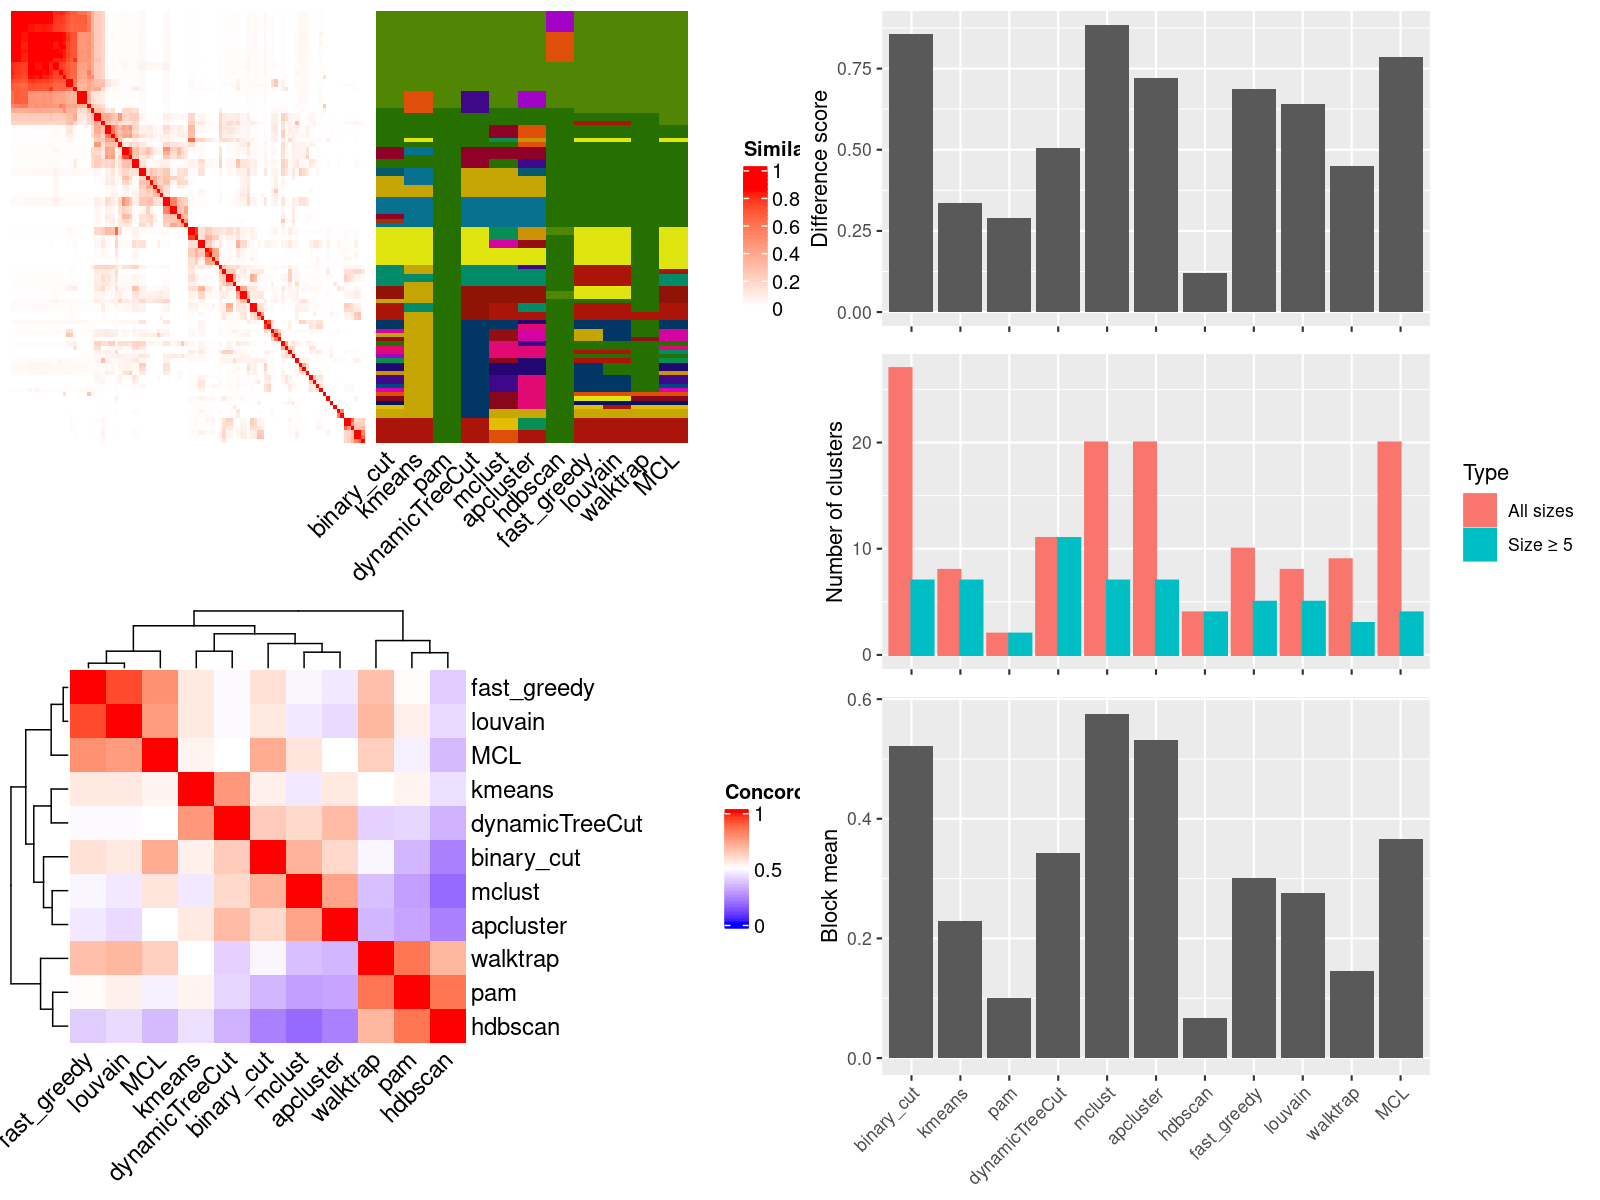 Simila
1
0.8
0.6
0.4
0.2
0
binary_cut
kmeans
pam
dynamicTreeCut
mclust
apcluster
hdbscan
fast_greedy
louvain
walktrap
MCL
Difference score
0.75
0.50
0.25
0.00
Number of clusters
20
10
0
Type
All sizes
Size ≥ 5
fast_greedy
louvain
MCL
kmeans
dynamicTreeCut
binary_cut
mclust
apcluster
walktrap
pam
hdbscan
fast_greedy
louvain
MCL
kmeans
dynamicTreeCut
binary_cut
mclust
apcluster
walktrap
pam
hdbscan
Concord
1
0.5
0
Block mean
0.6
0.4
0.2
0.0
binary_cut
kmeans
pam
dynamicTreeCut
mclust
apcluster
hdbscan
fast_greedy
louvain
walktrap
MCL